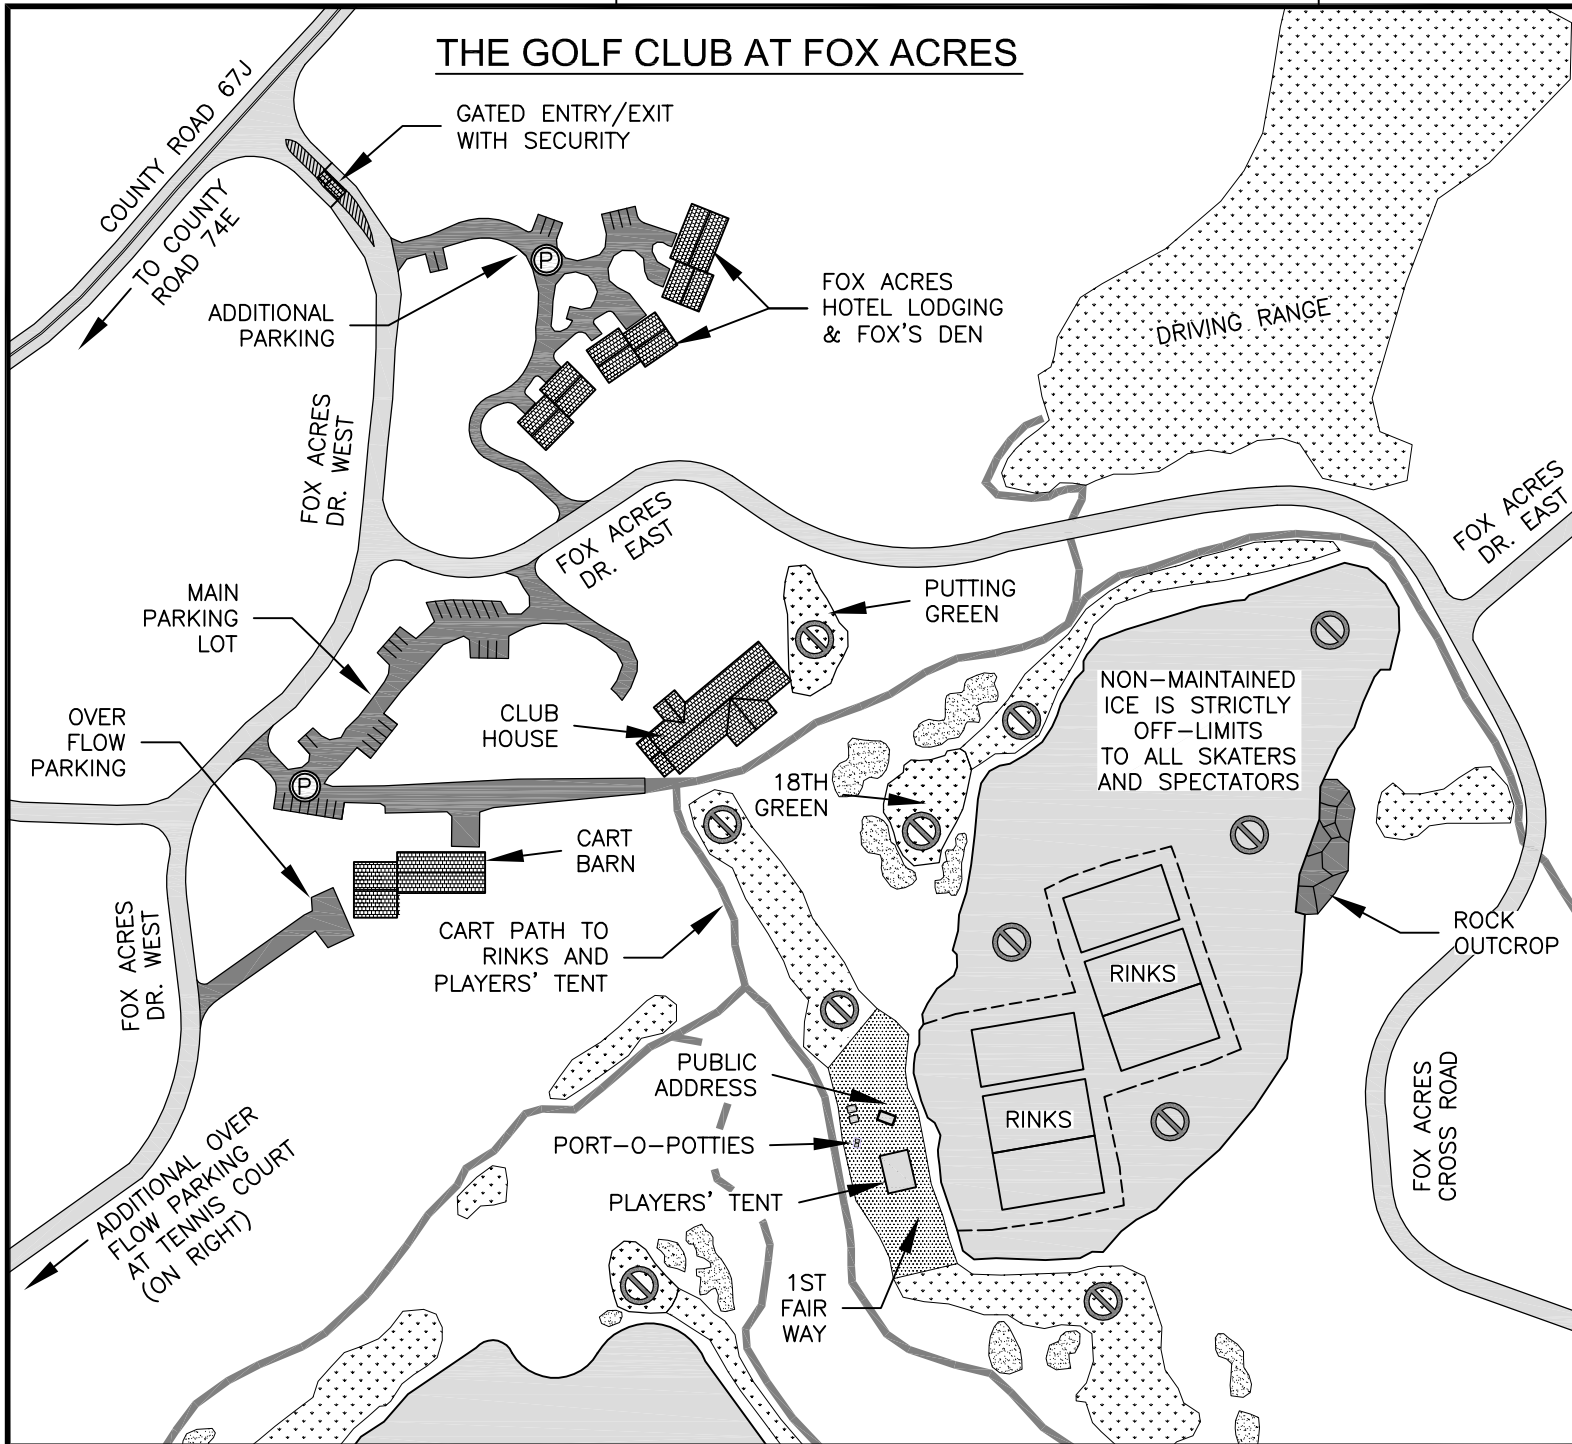 THE GOLF CLUB AT FOX ACRES
COUNTY ROAD 67J
GATED ENTRY/EXIT
WITH SECURITY
TO COUNTY
ROAD 74E
P
ADDITIONAL
PARKING
FOX ACRES
HOTEL LODGING
& FOX'S DEN
DRIVING RANGE
FOX ACRES
DR. WEST
FOX ACRES
DR. EAST
FOX ACRES
DR. EAST
MAIN
PARKING
LOT
PUTTING
GREEN
OVER
FLOW
PARKING
CLUB
HOUSE
NON-MAINTAINED
ICE IS STRICTLY
OFF-LIMITS
TO ALL SKATERS
AND SPECTATORS
P
18TH
GREEN
CART
BARN
FOX ACRES
DR. WEST
CART PATH TO
RINKS AND
PLAYERS' TENT
ROCK
OUTCROP
RINKS
PUBLIC
ADDRESS
RINKS
FOX ACRES
CROSS ROAD
PORT-O-POTTIES
PLAYERS' TENT
ADDITIONAL OVER
FLOW PARKING
AT TENNIS COURT
(ON RIGHT)
1ST
FAIR
WAY